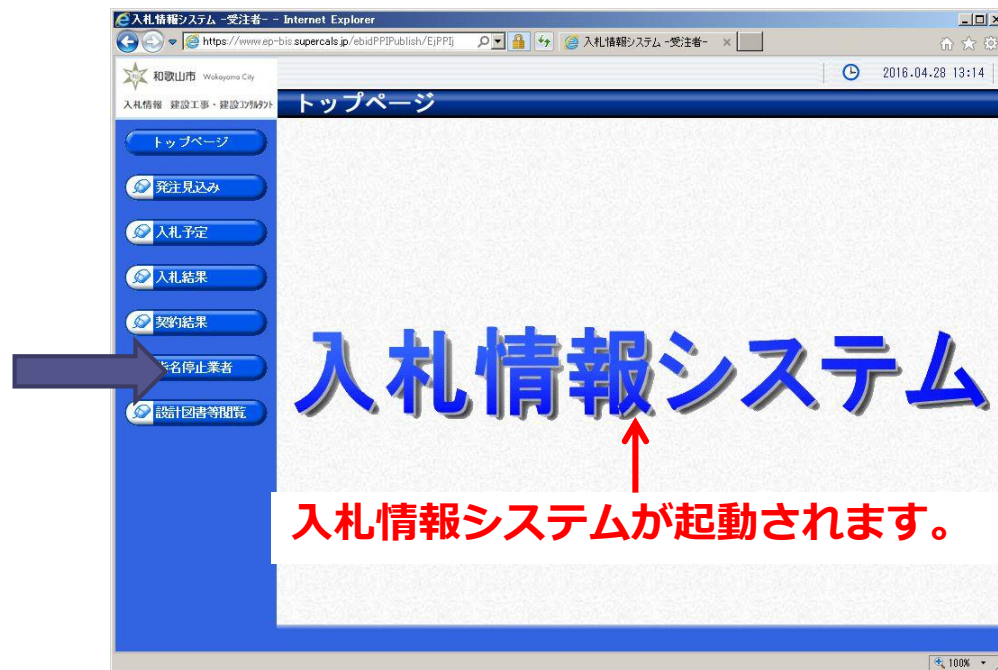 入札情報システム -受注者- - Internet Explorer
https://www.ep-bis.supercals.jp/ebidPPIPublish/EjPPIj
入札情報システム -受注者-
和歌山市 Wakayama City
2016.04.28 13:14
入札情報 建設工事・建設コンサルタント
トップページ
トップページ
発注見込み
入札予定
入札結果
契約結果
名停止業者
設計図書等閲覧
入札情報システム
入札情報システムが起動されます。
100%